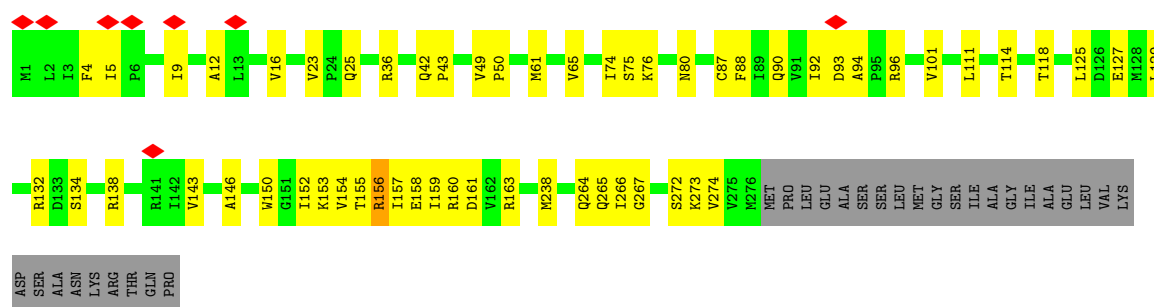 M1 L2 I3 F4 I5 P6 I9 A12 L13 V16 V23 P24 Q25 R36 Q42 P43 V49 P50 M61 V65 I74 S75 K76 N80 C87 F88 I89 Q90 V91 I92 D93 A94 P95 R96 V101 L111 T114 T118 L125 D126 E127 M128
R132 D133 S134 R138 R141 I142 V143 A146 W150 G151 I152 K153 V154 T155 R156 I157 E158 I159 R160 D161 V162 R163 M238 Q264 Q265 I266 G267 S272 K273 V274 V275 M276 MET PRO LEU GLU ALA SER SER LEU MET GLY SER ILE ALA GLY ILE ALA GLU LEU VAL LYS
ASP SER ALA ASN LYS ARG THR GLN PRO